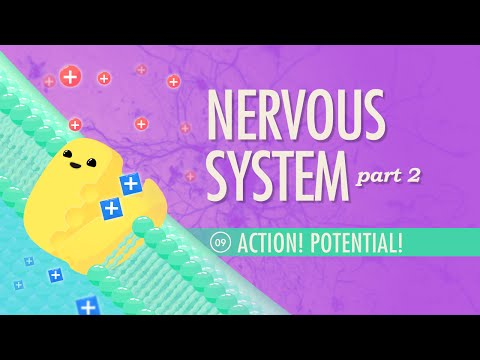 NERVOUS
SYSTEM part 2
09 ACTION! POTENTIAL!